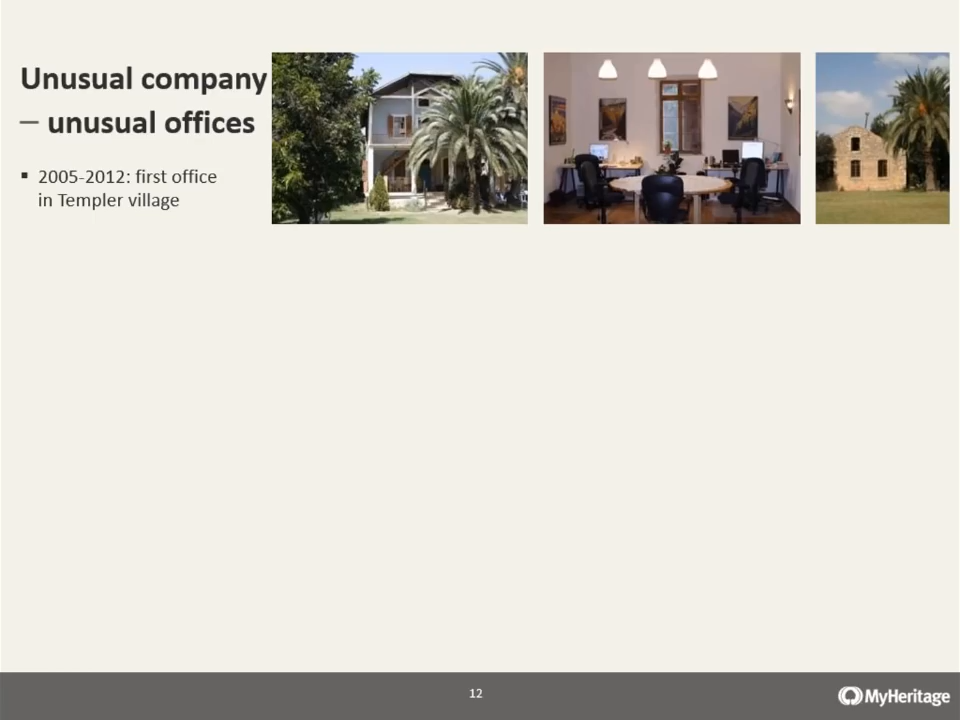 Unusual company
– unusual offices
▪ 2005-2012: first office
in Templer village
12
MyHeritage